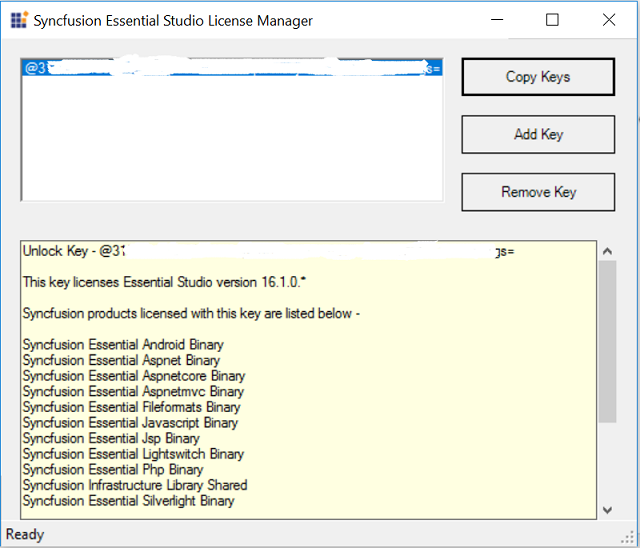 Syncfusion Essential Studio License Manager
@31
s=
Copy Keys
Add Key
Remove Key
Unlock Key - @31 gs=
This key licenses Essential Studio version 16.1.0.*
Syncfusion products licensed with this key are listed below -
Syncfusion Essential Android Binary
Syncfusion Essential Aspnet Binary
Syncfusion Essential Aspnetcore Binary
Syncfusion Essential Aspnetmvc Binary
Syncfusion Essential Fileformats Binary
Syncfusion Essential Javascript Binary
Syncfusion Essential Jsp Binary
Syncfusion Essential Lightswitch Binary
Syncfusion Essential Php Binary
Syncfusion Infrastructure Library Shared
Syncfusion Essential Silverlight Binary
Ready